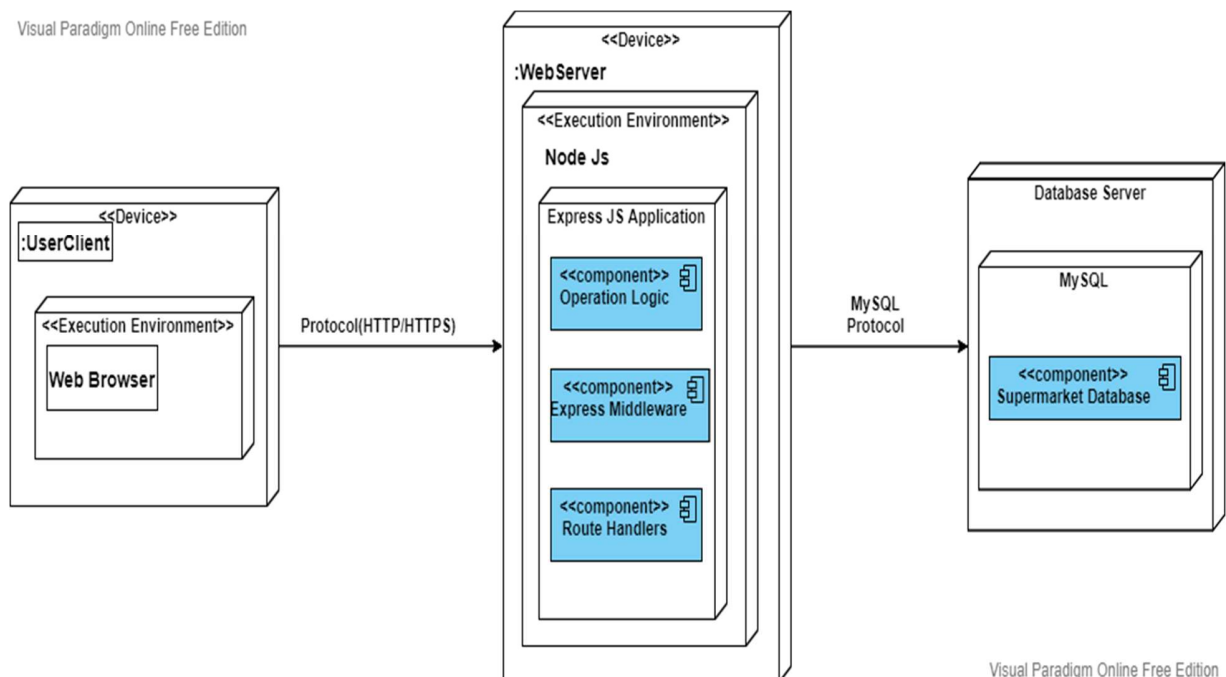 Visual Paradigm Online Free Edition
<<Device>>
:UserClient
<<Execution Environment>>
Web Browser
Protocol(HTTP/HTTPS)
<<Device>>
:WebServer
<<Execution Environment>>
Node Js
Express JS Application
<<component>>
Operation Logic
<<component>>
Express Middleware
<<component>>
Route Handlers
MySQL
Protocol
Database Server
MySQL
<<component>>
Supermarket Database
Visual Paradigm Online Free Edition